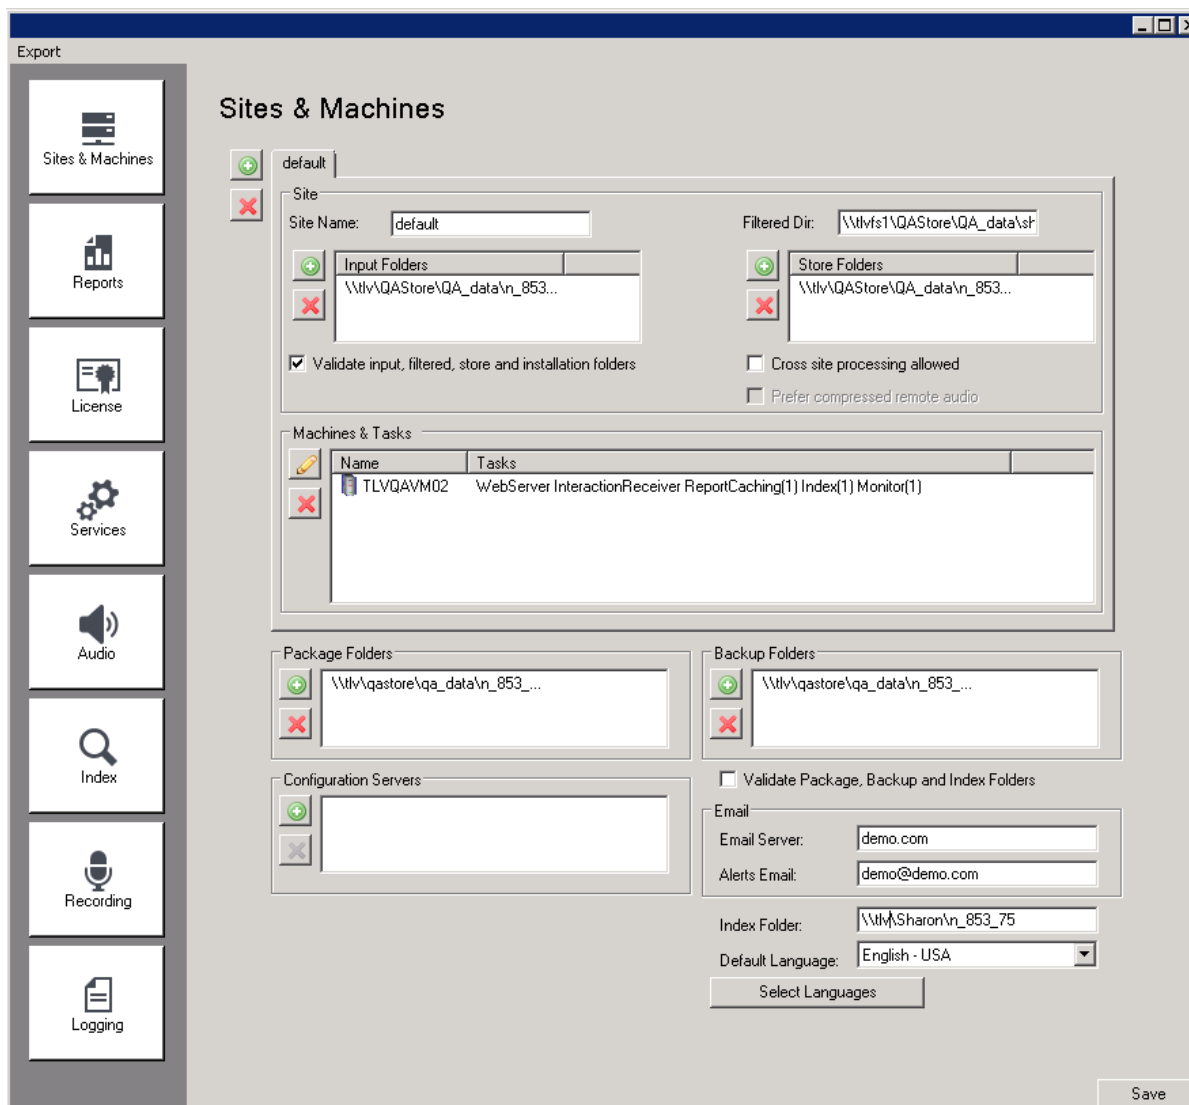 Export
Sites & Machines
Reports
License
Services
Audio
Index
Recording
Logging
Sites & Machines
default
Site
Site Name: default
Filtered Dir: \\tlvfs1\QAStore\QA_data\sh
Input Folders
\\tlv\QAStore\QA_data\n_853...
Store Folders
\\tlv\QAStore\QA_data\n_853...
Validate input, filtered, store and installation folders
Cross site processing allowed
Prefer compressed remote audio
Machines & Tasks
Name Tasks
TLVQAVM02 WebServer InteractionReceiver ReportCaching(1) Index(1) Monitor(1)
Package Folders
\\tlv\qastore\qa_data\n_853_...
Backup Folders
\\tlv\qastore\qa_data\n_853_...
Configuration Servers
Validate Package, Backup and Index Folders
Email
Email Server: demo.com
Alerts Email: demo@demo.com
Index Folder: \\tlv\Sharon\n_853_75
Default Language: English - USA
Select Languages
Save